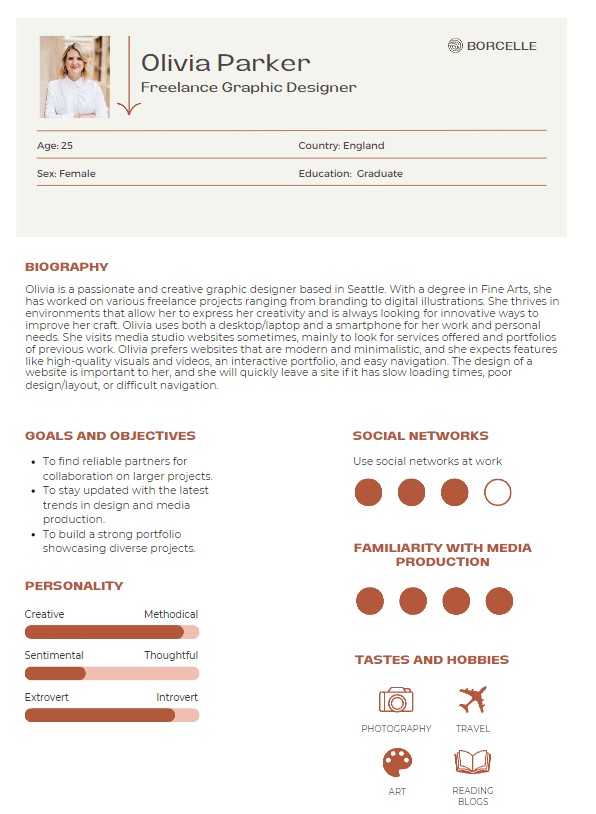 BORCELLE
Olivia Parker
Freelance Graphic Designer
Age: 25
Country: England
Sex: Female
Education:  Graduate
BIOGRAPHY
Olivia is a passionate and creative graphic designer based in Seattle. With a degree in Fine Arts, she
has worked on various freelance projects ranging from branding to digital illustrations. She thrives in
environments that allow her to express her creativity and is always looking for innovative ways to
improve her craft. Olivia uses both a desktop/laptop and a smartphone for her work and personal
needs. She visits media studio websites sometimes, mainly to look for services offered and portfolios
of previous work. Olivia prefers websites that are modern and minimalistic, and she expects features
like high-quality visuals and videos, an interactive portfolio, and easy navigation. The design of a
website is important to her, and she will quickly leave a site if it has slow loading times, poor
design/layout, or difficult navigation.
GOALS AND OBJECTIVES
• To find reliable partners for
collaboration on larger projects.
• To stay updated with the latest
trends in design and media
production.
• To build a strong portfolio
showcasing diverse projects.
PERSONALITY
Creative
Methodical
Sentimental
Thoughtful
Extrovert
Introvert
SOCIAL NETWORKS
Use social networks at work
FAMILIARITY WITH MEDIA
PRODUCTION
TASTES AND HOBBIES
PHOTOGRAPHY
TRAVEL
ART
READING
BLOGS